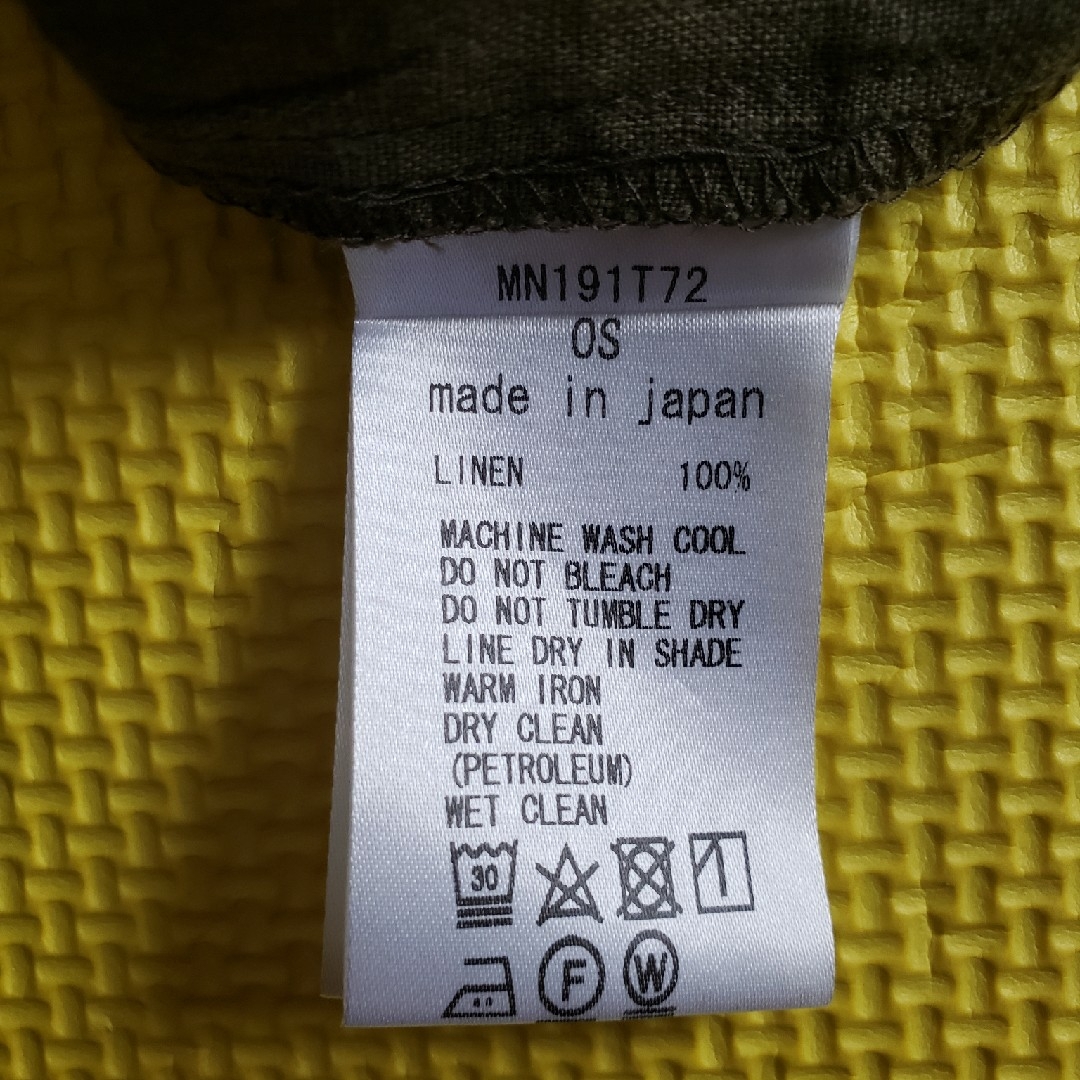 MN191T72
OS
made in japan
LINEN 100%
MACHINE WASH COOL
DO NOT BLEACH
DO NOT TUMBLE DRY
LINE DRY IN SHADE
WARM IRON
DRY CLEAN
(PETROLEUM)
WET CLEAN
30
F W